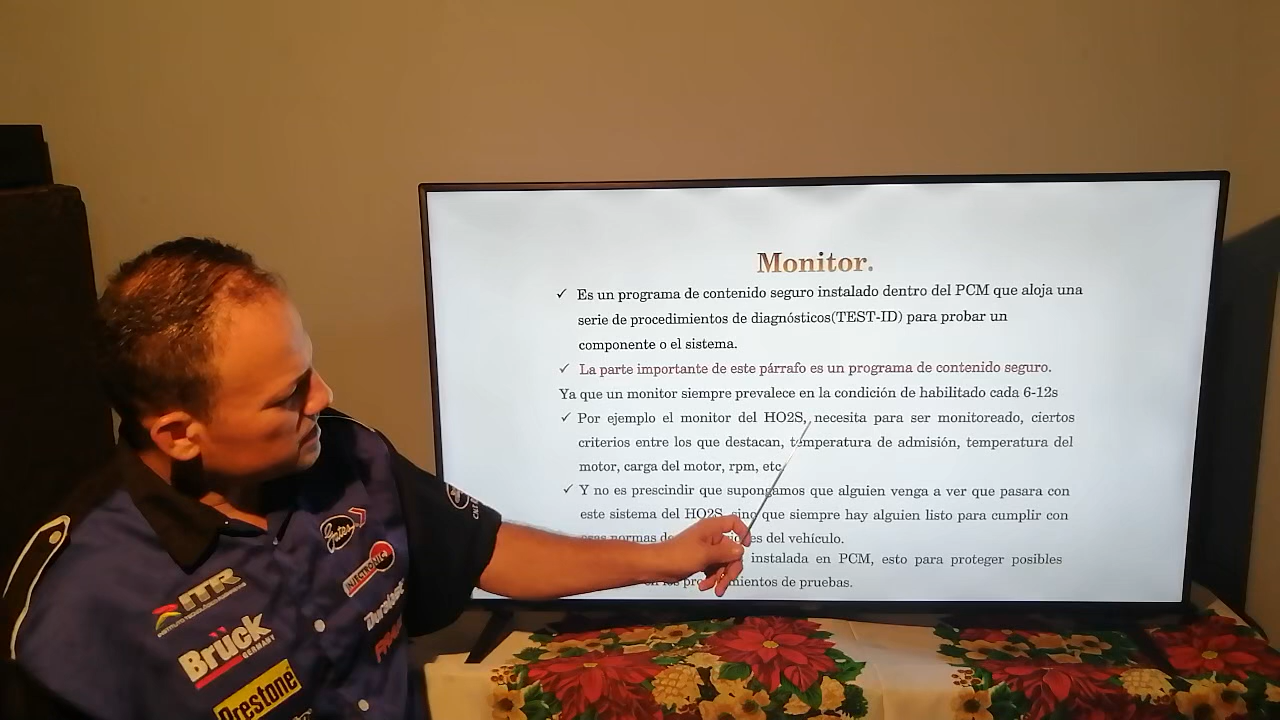 Monitor.
✓ Es un programa de contenido seguro instalado dentro del PCM que aloja una
serie de procedimientos de diagnósticos(TEST-ID) para probar un
componente o el sistema.
✓ La parte importante de este párrafo es un programa de contenido seguro.
Ya que un monitor siempre prevalece en la condición de habilitado cada 6-12s
✓ Por ejemplo el monitor del HO2S, necesita para ser monitoreado, ciertos
criterios entre los que destacan, temperatura de admisión, temperatura del
motor, carga del motor, rpm, etc
✓ Y no es prescindir que supongamos que alguien venga a ver que pasara con
este sistema del HO2S, sino que siempre hay alguien listo para cumplir con
normas del vehículo.
instalada en PCM, esto para proteger posibles
de pruebas.
Gates
INJECTRONIC
ITR
Brück
GERMANY
Prestone